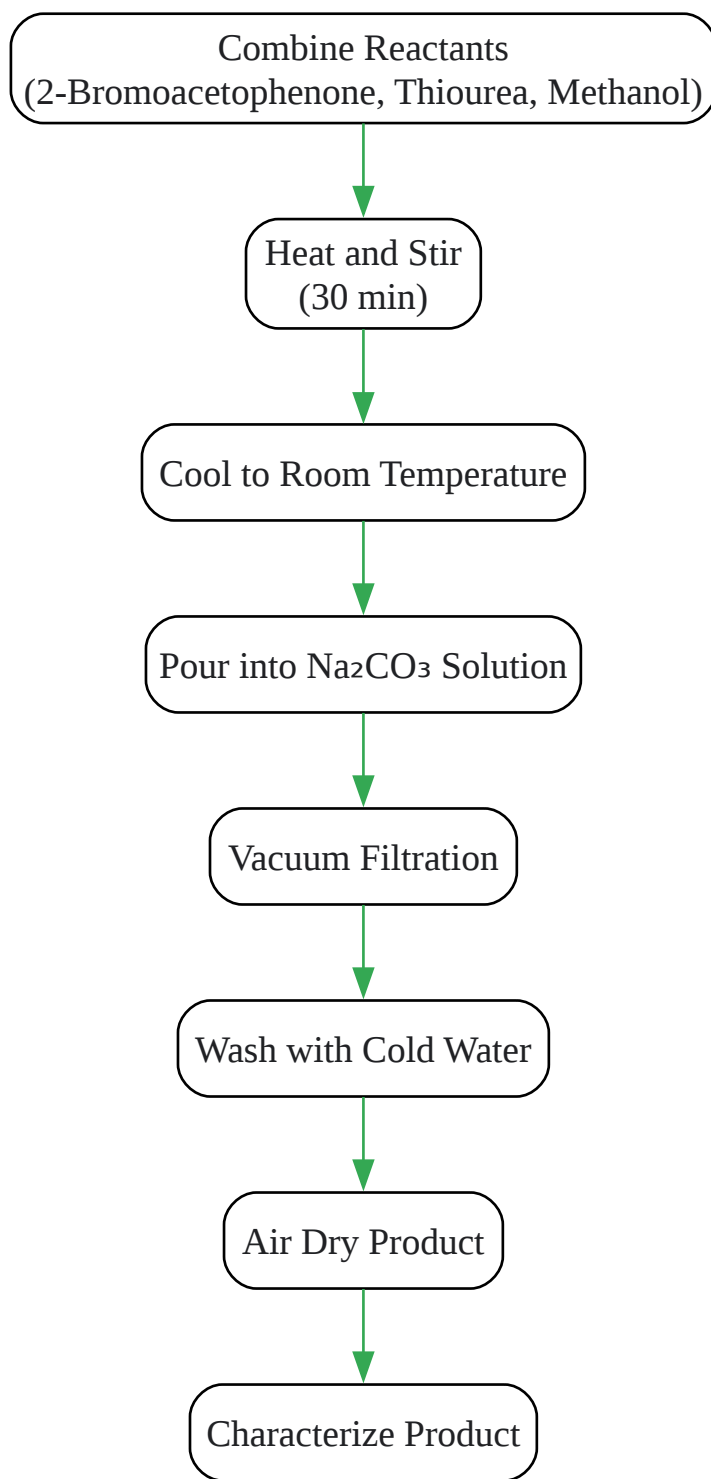 Combine Reactants
(2-Bromoacetophenone, Thiourea, Methanol)
Heat and Stir
(30 min)
Cool to Room Temperature
Pour into Na₂CO₃ Solution
Vacuum Filtration
Wash with Cold Water
Air Dry Product
Characterize Product